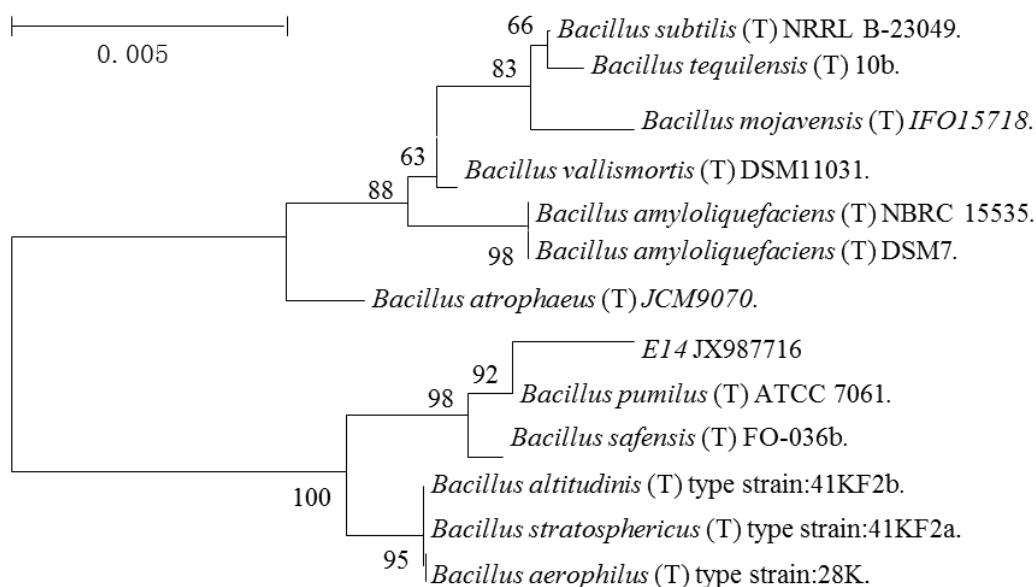 0.005
66
Bacillus subtilis (T) NRRL B-23049.
Bacillus tequilensis (T) 10b.
83
Bacillus mojavensis (T) IFO15718.
63
Bacillus vallismortis (T) DSM11031.
88
Bacillus amyloliquefaciens (T) NBRC 15535.
98
Bacillus amyloliquefaciens (T) DSM7.
Bacillus atrophaeus (T) JCM9070.
E14 JX987716
92
Bacillus pumilus (T) ATCC 7061.
98
Bacillus safensis (T) FO-036b.
100
Bacillus altitudinis (T) type strain:41KF2b.
Bacillus stratosphericus (T) type strain:41KF2a.
95
Bacillus aerophilus (T) type strain:28K.